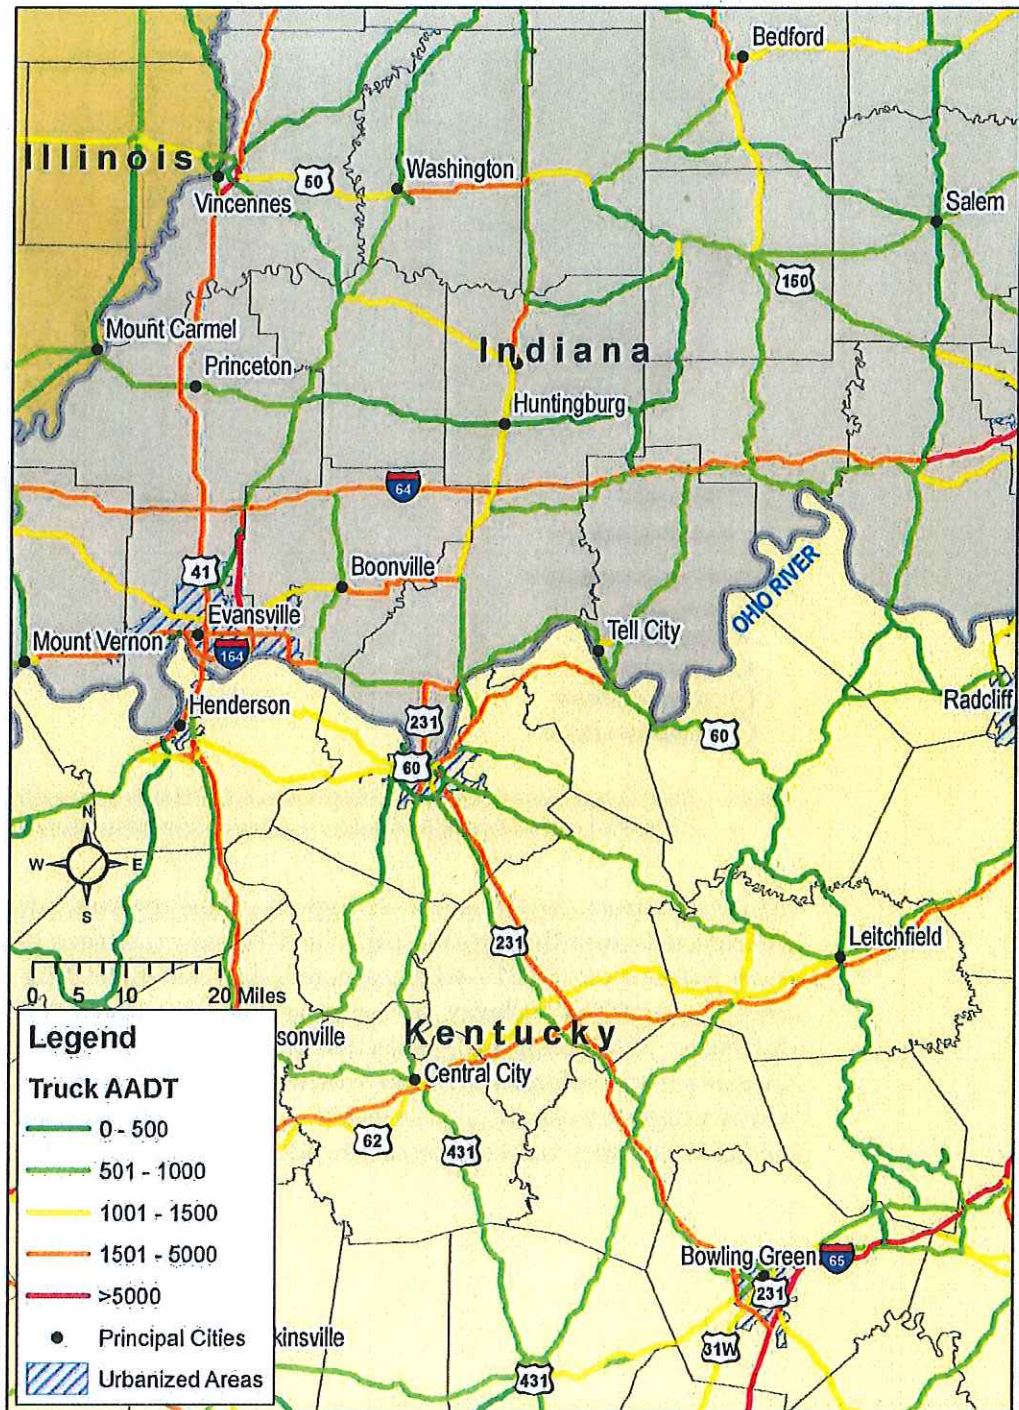 Bedford
Illinois
50
Washington
Vincennes
Salem
150
Mount Carmel
Indiana
Princeton
Huntingburg
64
41
Boonville
OHIO RIVER
Evansville
Tell City
Mount Vernon
164
Radcliff
Henderson
231
60
60
N
W
E
S
231
Leitchfield
0 5 10 20 Miles
sonville
Kentucky
Central City
62
431
Bowling Green
65
231
31W
kinsville
431
Legend
Truck AADT
0 - 500
501 - 1000
1001 - 1500
1501 - 5000
>5000
Principal Cities
Urbanized Areas